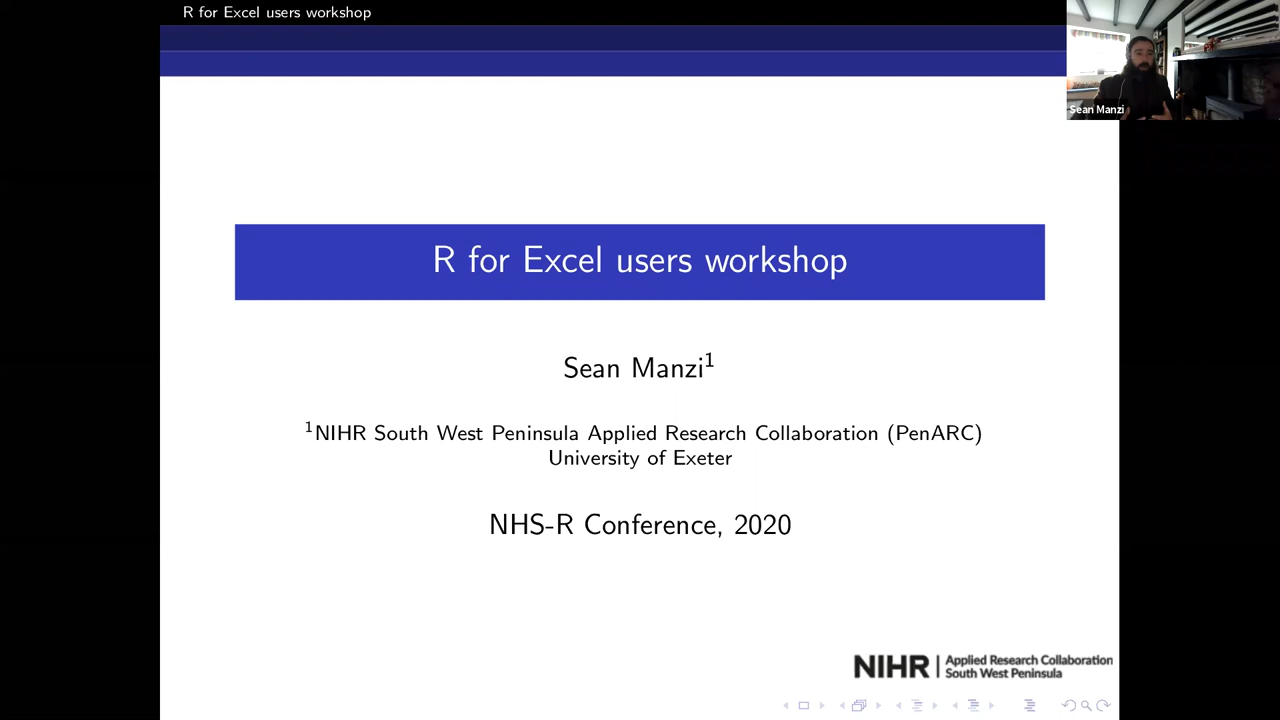 R for Excel users workshop
Sean Manzi
R for Excel users workshop
Sean Manzi¹
¹NIHR South West Peninsula Applied Research Collaboration (PenARC)
University of Exeter
NHS-R Conference, 2020
NIHR | Applied Research Collaboration
South West Peninsula